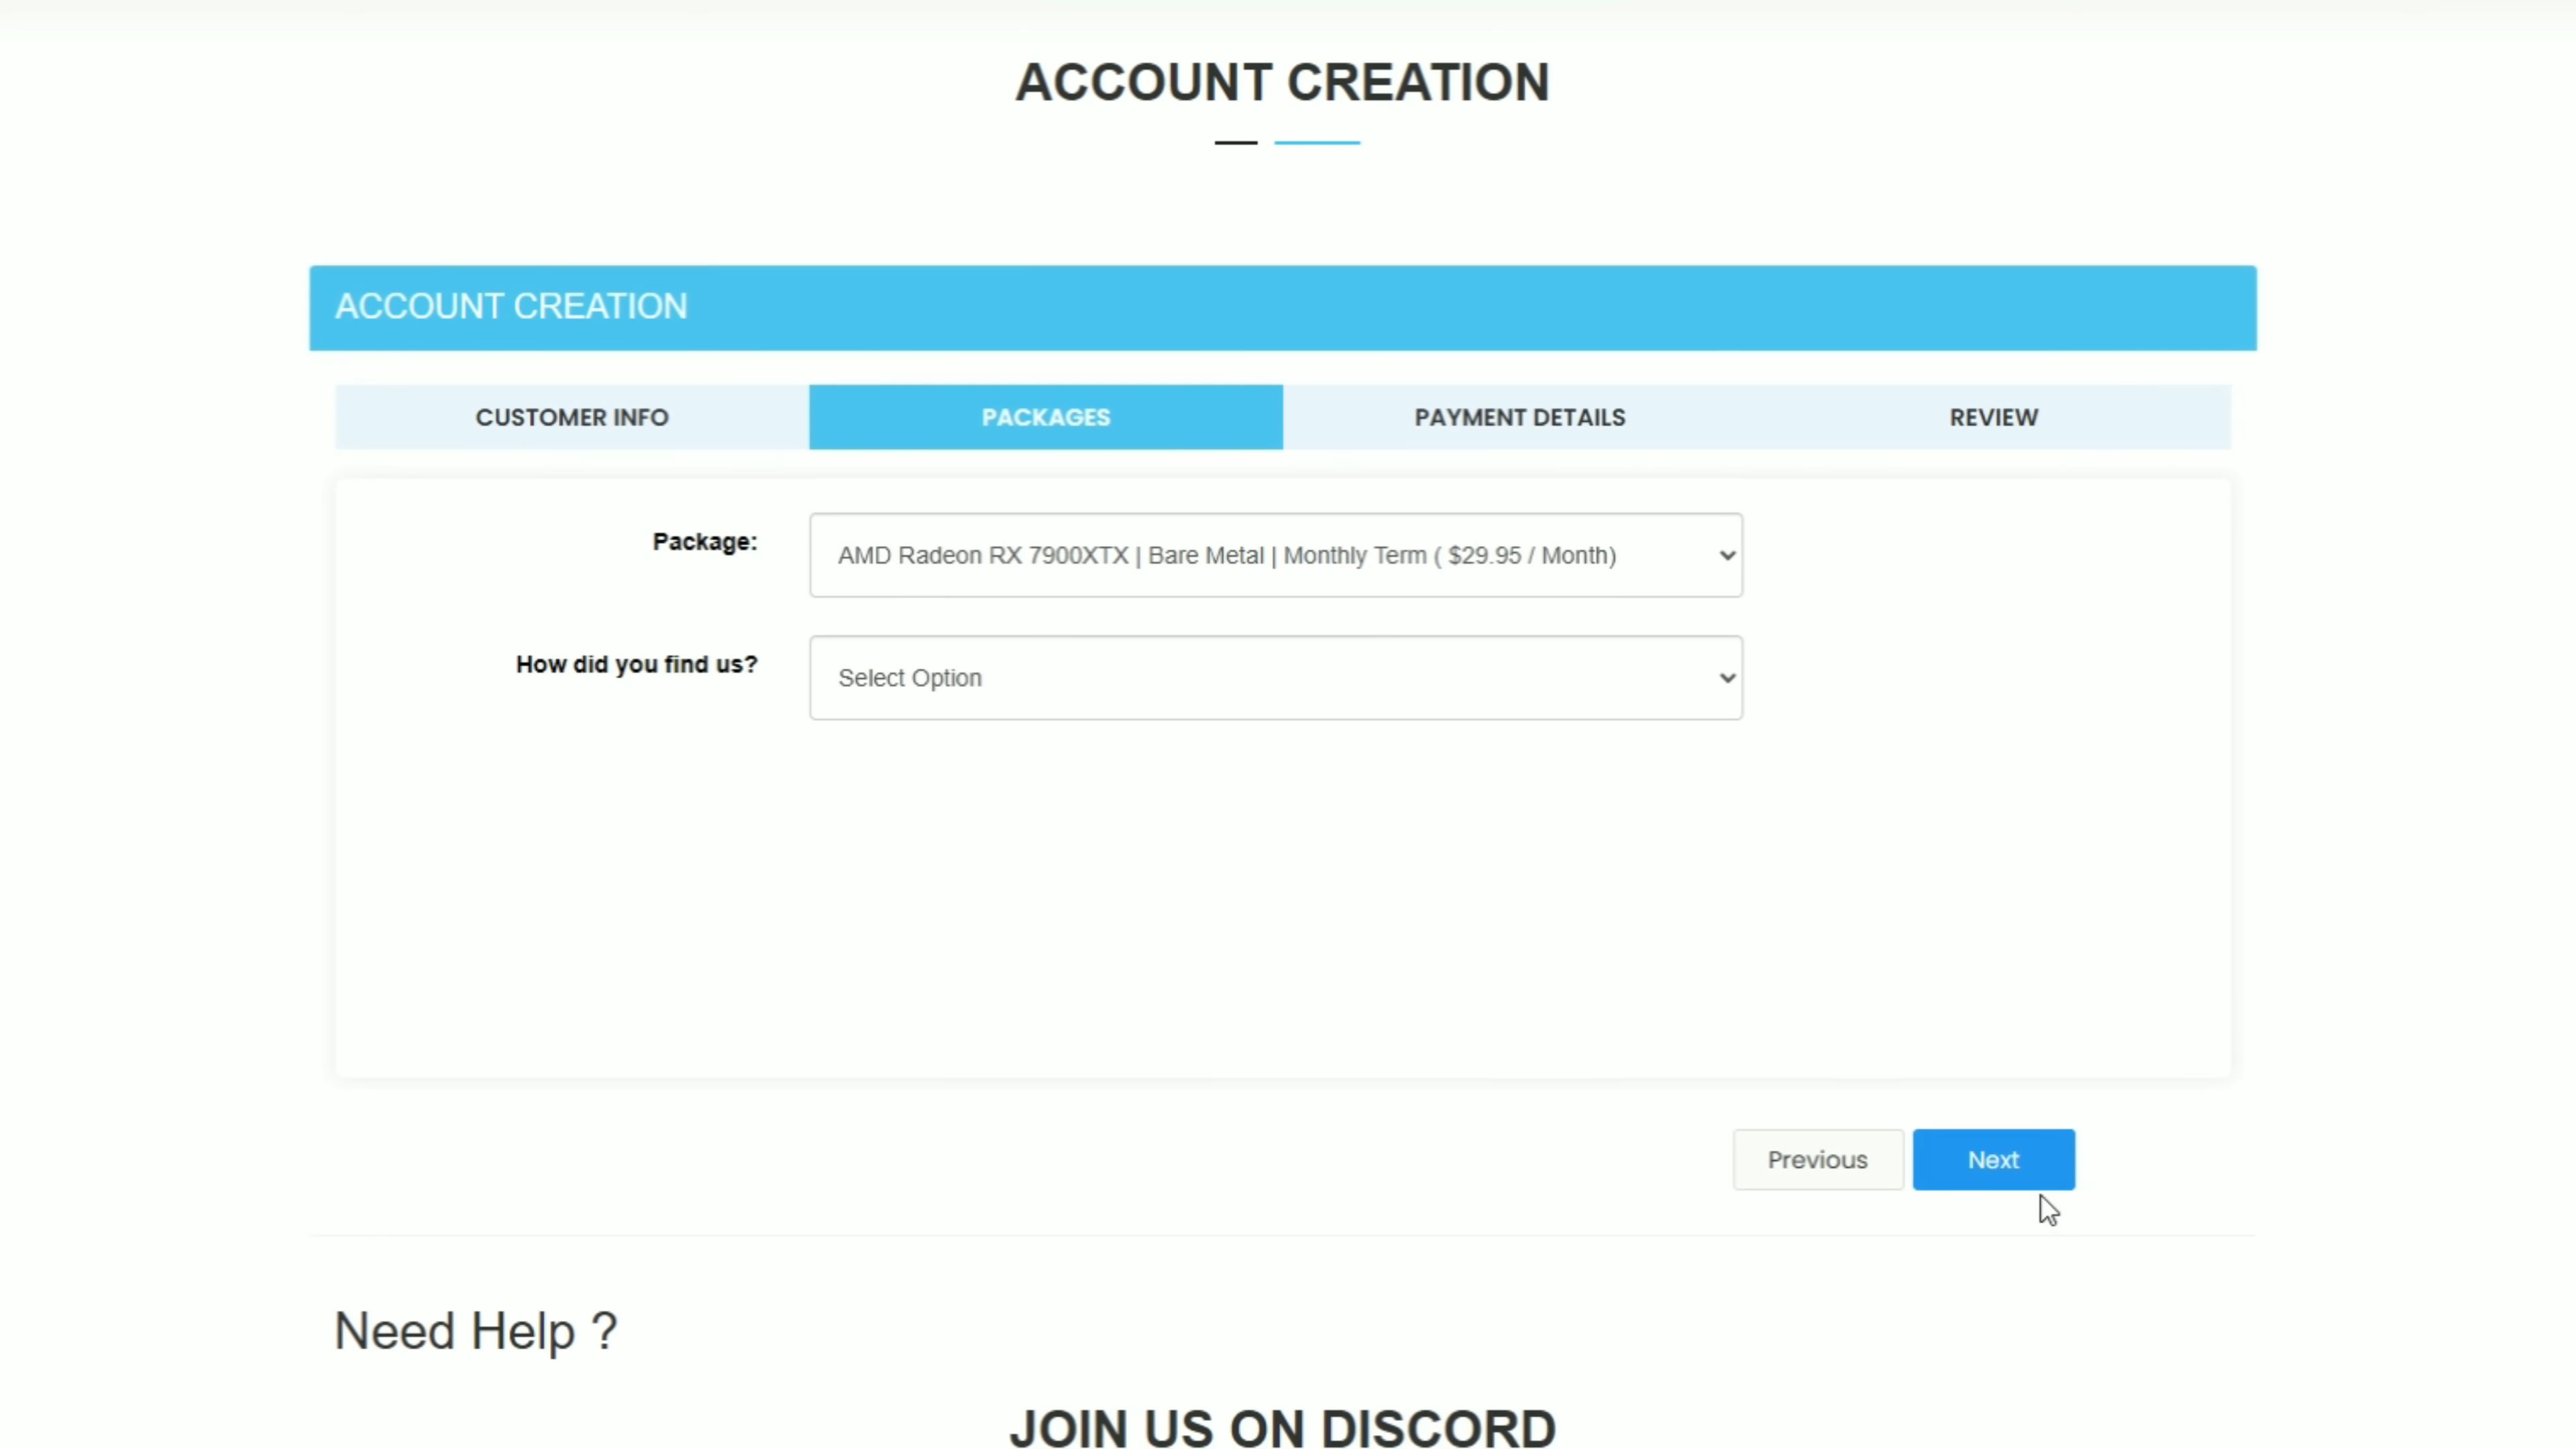 ACCOUNT CREATION
ACCOUNT CREATION
CUSTOMER INFO
PACKAGES
PAYMENT DETAILS
REVIEW
Package:
AMD Radeon RX 7900XTX | Bare Metal | Monthly Term ( $29.95 / Month)
How did you find us?
Select Option
Previous
Next
Need Help ?
JOIN US ON DISCORD